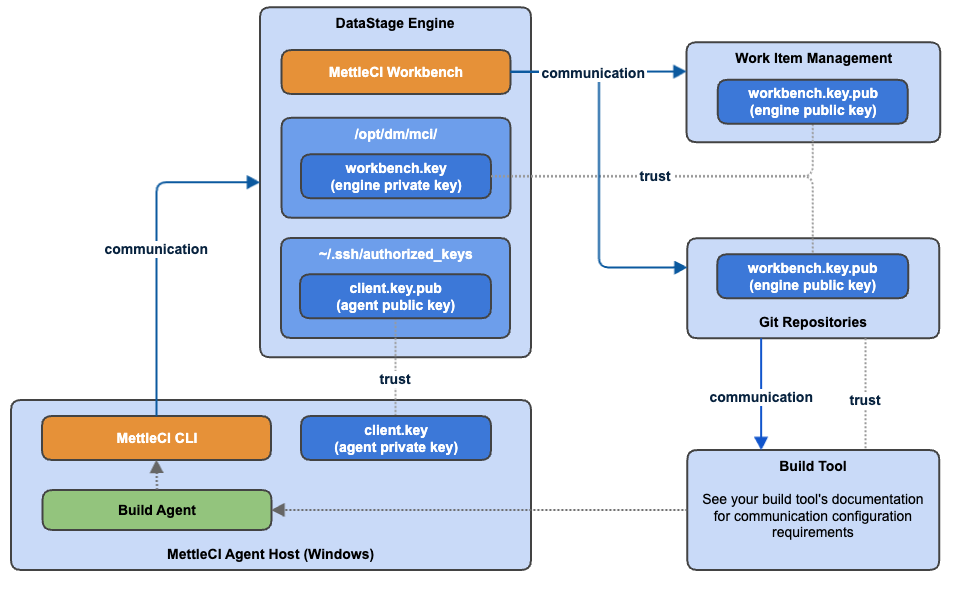 DataStage Engine
MettleCI Workbench
communication
Work Item Management
workbench.key.pub
(engine public key)
/opt/dm/mci/
workbench.key
(engine private key)
trust
communication
~/.ssh/authorized_keys
client.key.pub
(agent public key)
workbench.key.pub
(engine public key)
Git Repositories
trust
communication
trust
MettleCI CLI
client.key
(agent private key)
Build Agent
MettleCI Agent Host (Windows)
Build Tool
See your build tool's documentation
for communication configuration
requirements